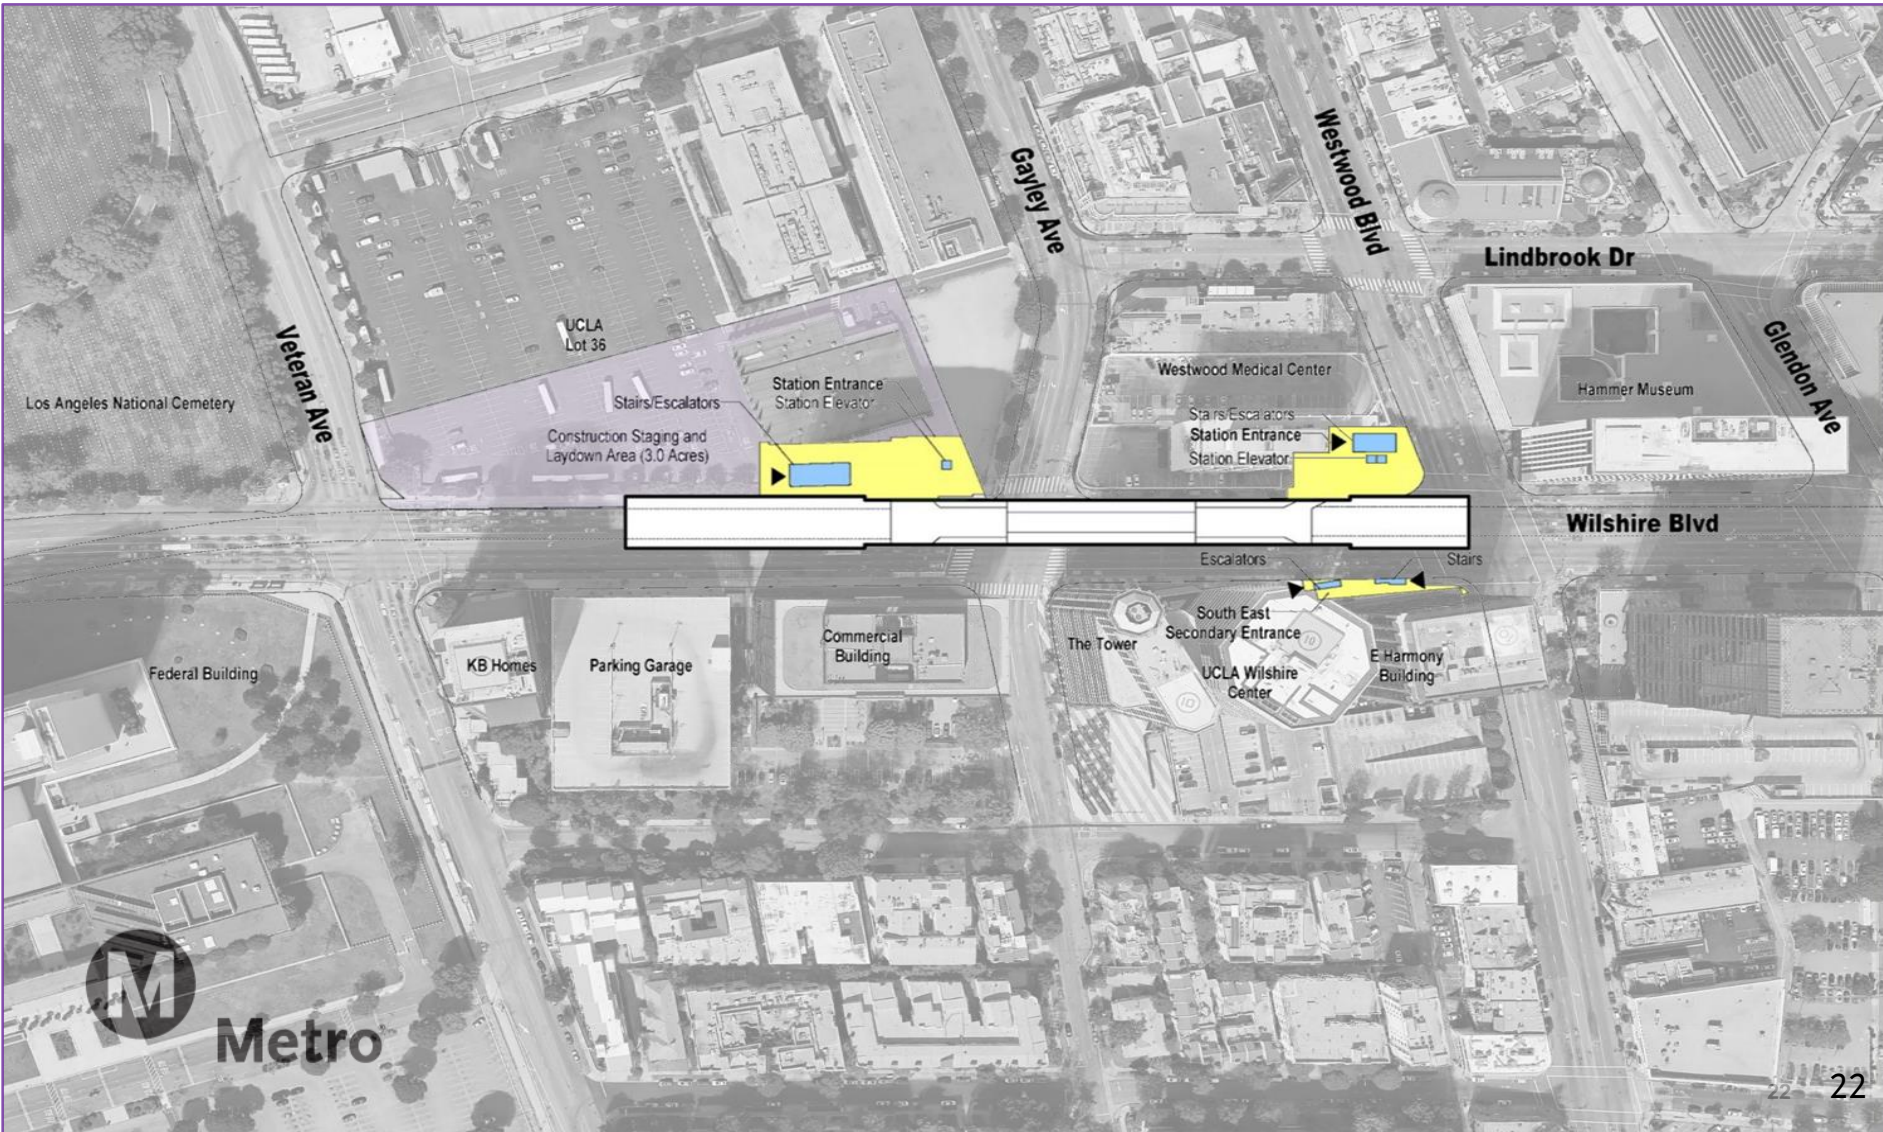 Westwood Blvd
Gayley Ave
Lindbrook Dr
Veteran Ave
UCLA
Lot 36
Glendon Ave
Los Angeles National Cemetery
Station Entrance
Station Elevator
Stairs/Escalators
Construction Staging and
Laydown Area (3.0 Acres)
Westwood Medical Center
Stairs/Escalators
Station Entrance
Station Elevator
Hammer Museum
Wilshire Blvd
Escalators
Stairs
South East
Secondary Entrance
The Tower
UCLA Wilshire
Center
E Harmony
Building
Commercial
Building
Parking Garage
KB Homes
Federal Building
M
Metro
22
22